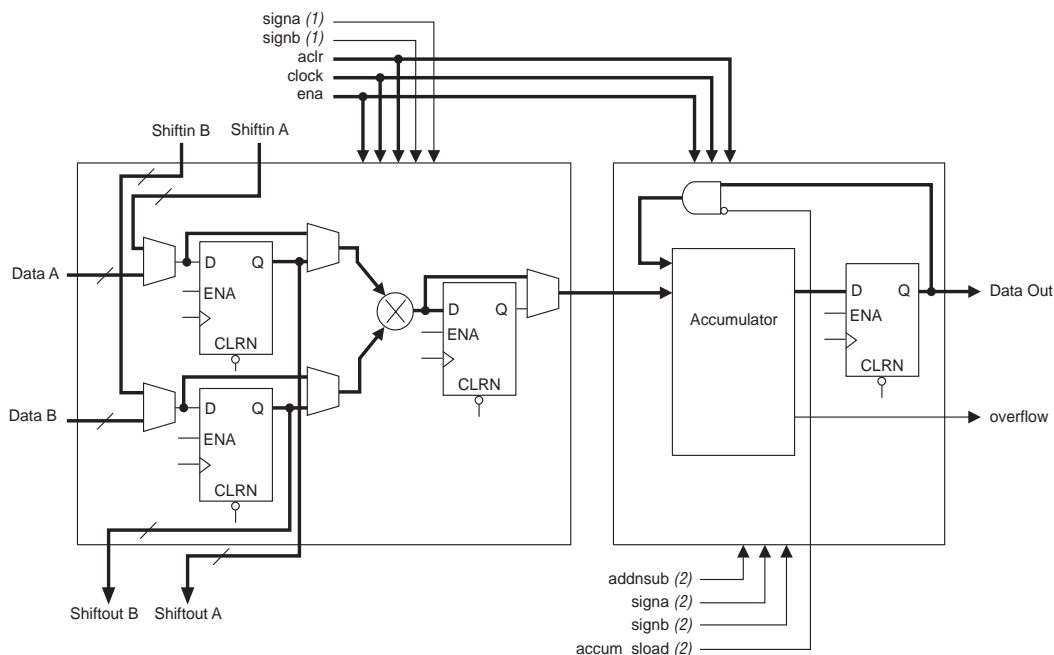 signa (1)
signb (1)
aclr
clock
ena
Shiftin B
Shiftin A
Data A
D
Q
ENA
CLRN
Data B
D
Q
ENA
CLRN
D
Q
ENA
CLRN
Accumulator
D
Q
ENA
CLRN
Data Out
overflow
Shiftout B
Shiftout A
addnsub (2)
signa (2)
signb (2)
accum_sload (2)